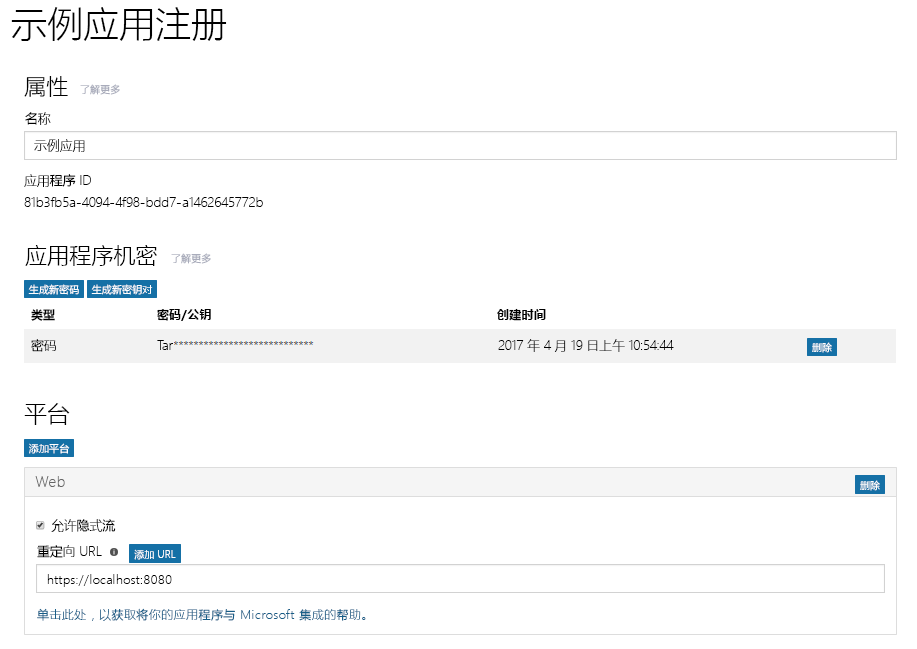 示例应用注册
属性 了解更多
名称
示例应用
应用程序 ID
81b3fb5a-4094-4f98-bdd7-a1462645772b
应用程序机密 了解更多
生成新密码 生成新密钥对
类型 密码/公钥 创建时间
密码 Tar**************************** 2017 年 4 月 19 日上午 10:54:44 删除
平台
添加平台
Web 删除
允许隐式流
重定向 URL 添加 URL
https://localhost:8080
单击此处，以获取将你的应用程序与 Microsoft 集成的帮助。